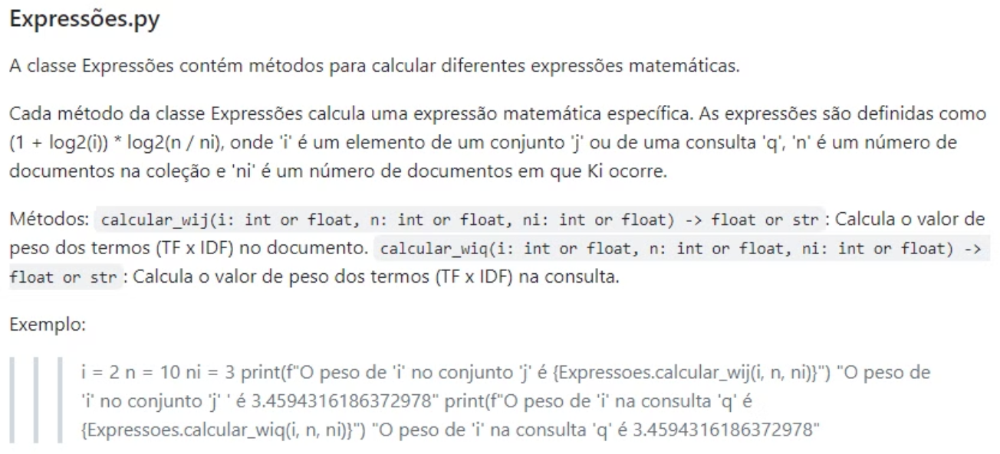 Expressões.py
A classe Expressões contém métodos para calcular diferentes expressões matemáticas.
Cada método da classe Expressões calcula uma expressão matemática específica. As expressões são definidas como
(1 + log2(i)) * log2(n / ni), onde 'i' é um elemento de um conjunto 'j' ou de uma consulta 'q', 'n' é um número de
documentos na coleção e 'ni' é um número de documentos em que Ki ocorre.
Métodos: calcular_wij(i: int or float, n: int or float, ni: int or float) -> float or str : Calcula o valor de
peso dos termos (TF x IDF) no documento. calcular_wiq(i: int or float, n: int or float, ni: int or float) ->
float or str : Calcula o valor de peso dos termos (TF x IDF) na consulta.
Exemplo:
i = 2 n = 10 ni = 3 print(f"O peso de 'i' no conjunto 'j' é {Expressoes.calcular_wij(i, n, ni)}") "O peso de
'i' no conjunto 'j' ' é 3.4594316186372978" print(f"O peso de 'i' na consulta 'q' é
{Expressoes.calcular_wiq(i, n, ni)}") "O peso de 'i' na consulta 'q' é 3.4594316186372978"